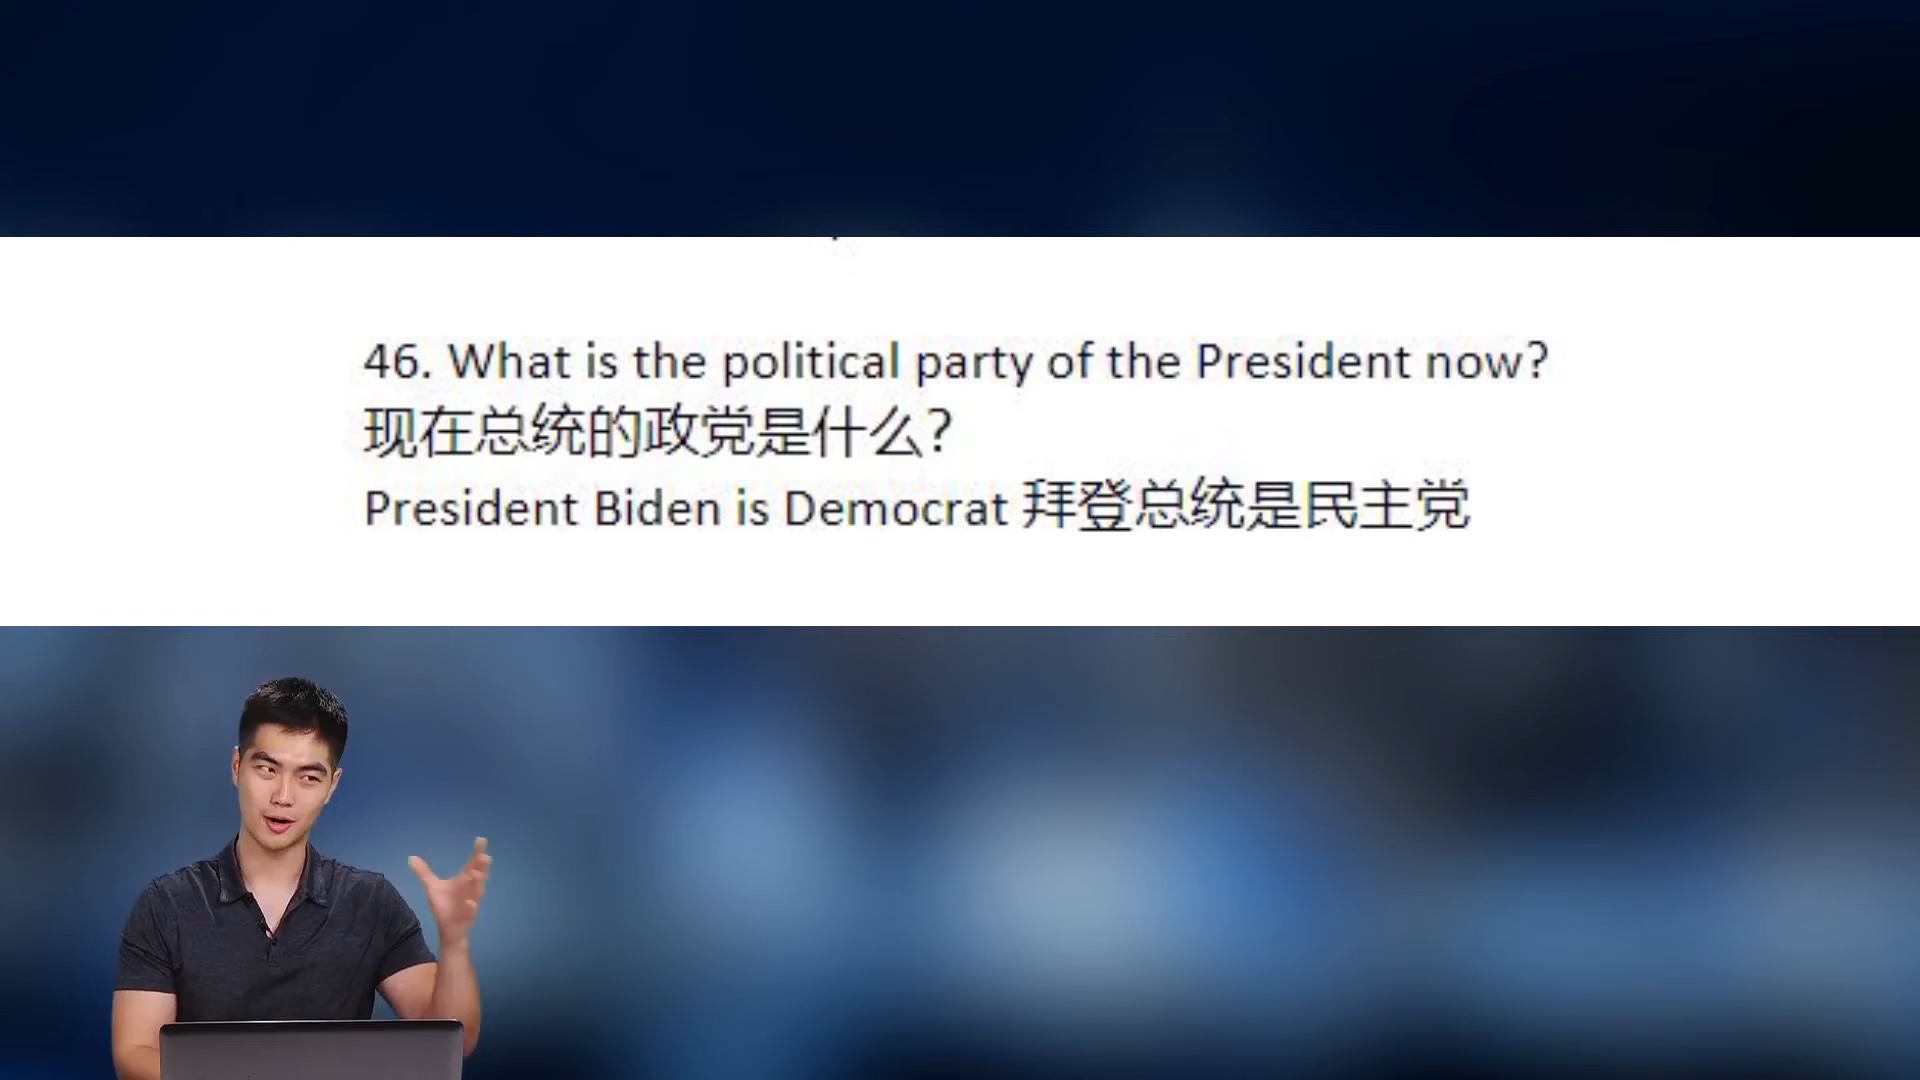 46. What is the political party of the President now?
现在总统的政党是什么?
President Biden is Democrat 拜登总统是民主党